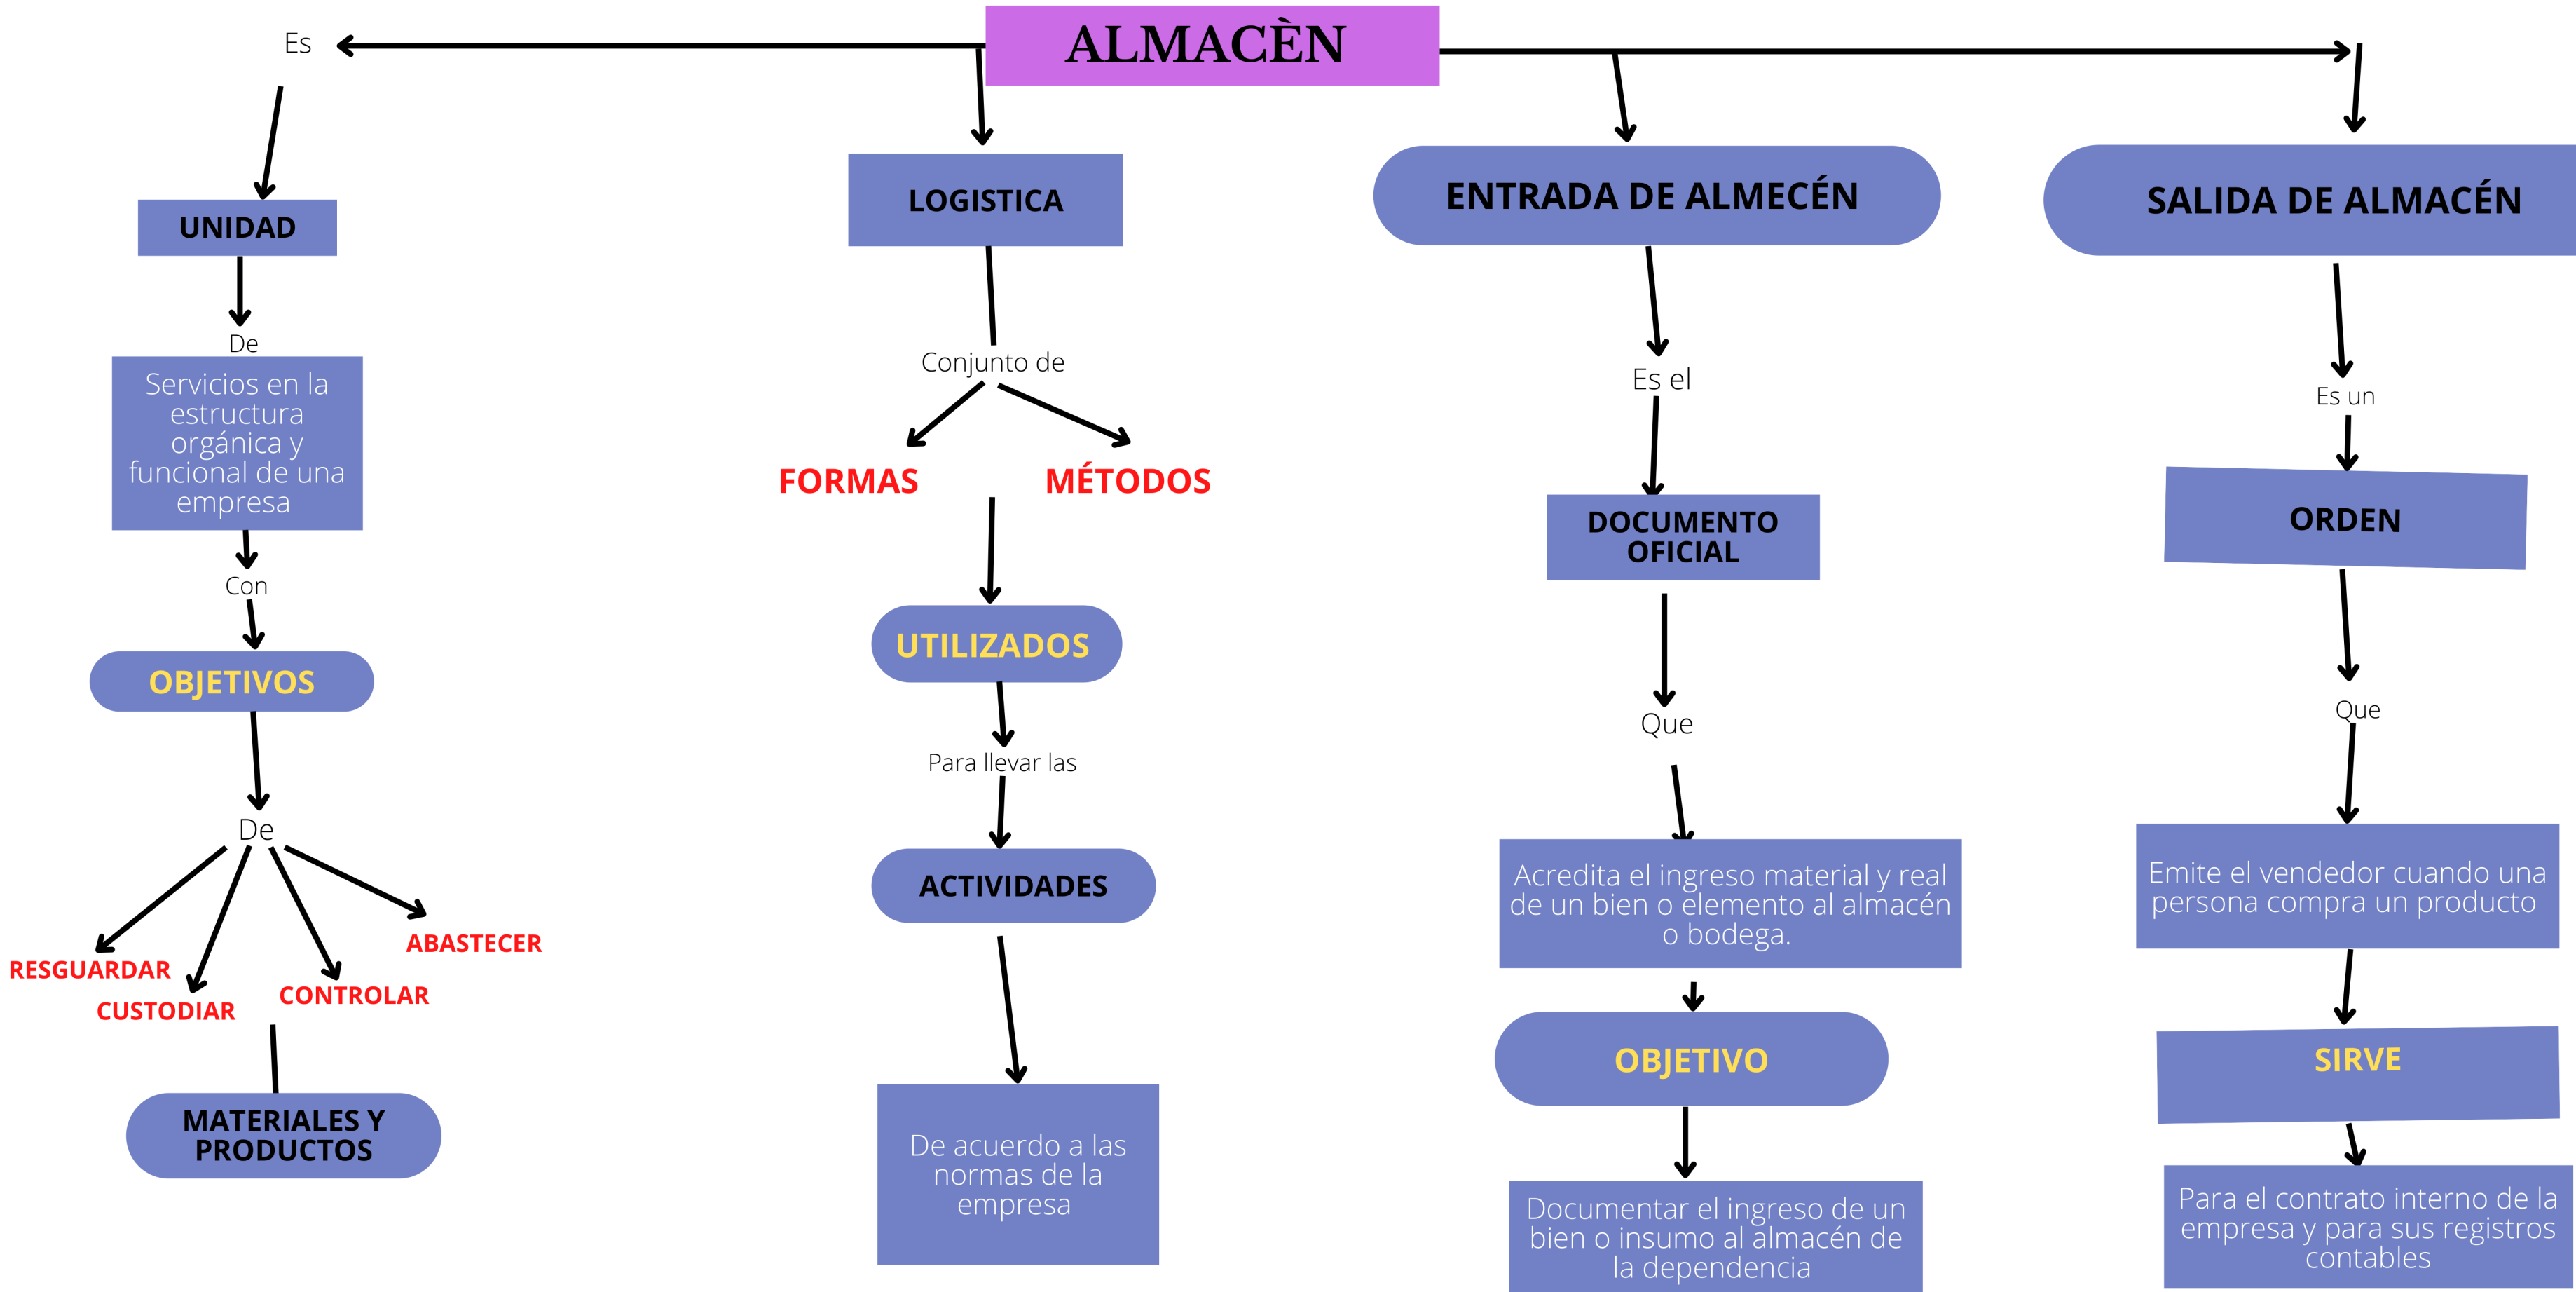 ALMACÈN
Es
UNIDAD
De
Servicios en la
estructura
orgánica y
funcional de una
empresa
Con
OBJETIVOS
De
RESGUARDAR
CUSTODIAR
CONTROLAR
ABASTECER
MATERIALES Y
PRODUCTOS
LOGISTICA
Conjunto de
FORMAS
MÉTODOS
UTILIZADOS
Para llevar las
ACTIVIDADES
De acuerdo a las
normas de la
empresa
ENTRADA DE ALMECÉN
Es el
DOCUMENTO
OFICIAL
Que
Acredita el ingreso material y real
de un bien o elemento al almacén
o bodega.
OBJETIVO
Documentar el ingreso de un
bien o insumo al almacén de
la dependencia
SALIDA DE ALMACÉN
Es un
ORDEN
Que
Emite el vendedor cuando una
persona compra un producto
SIRVE
Para el contrato interno de la
empresa y para sus registros
contables